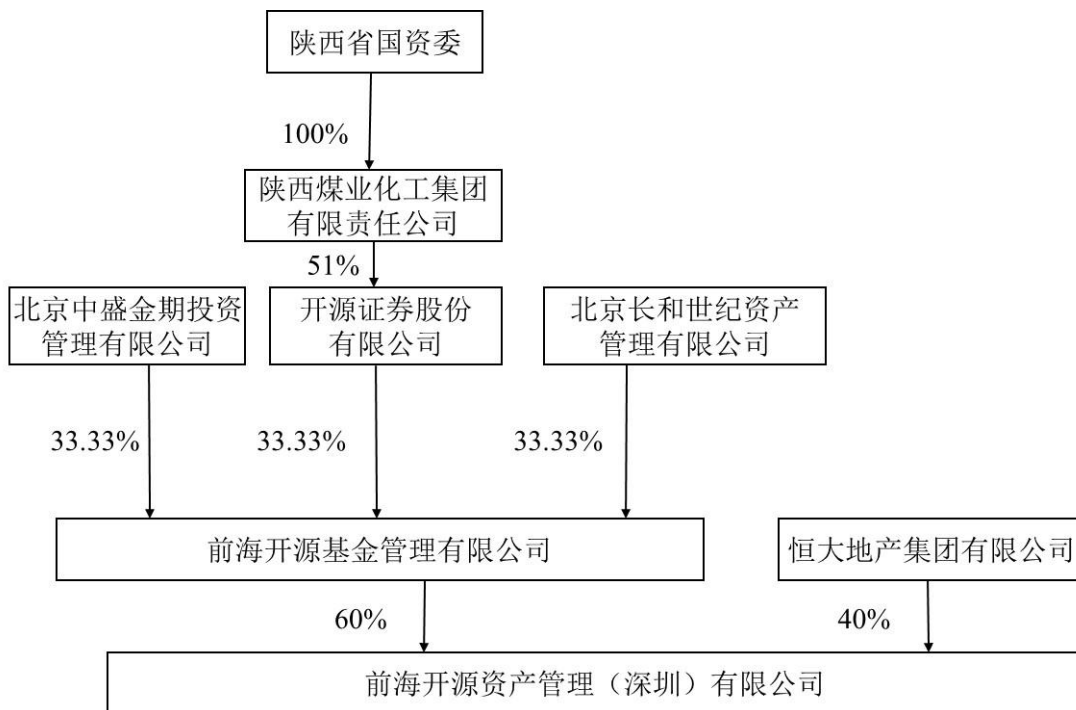 陕西省国资委
100%
陕西煤业化工集团
有限责任公司
51%
北京中盛金期投资
管理有限公司
开源证券股份
有限公司
北京长和世纪资产
管理有限公司
33.33%
33.33%
33.33%
前海开源基金管理有限公司
恒大地产集团有限公司
60%
40%
前海开源资产管理（深圳）有限公司